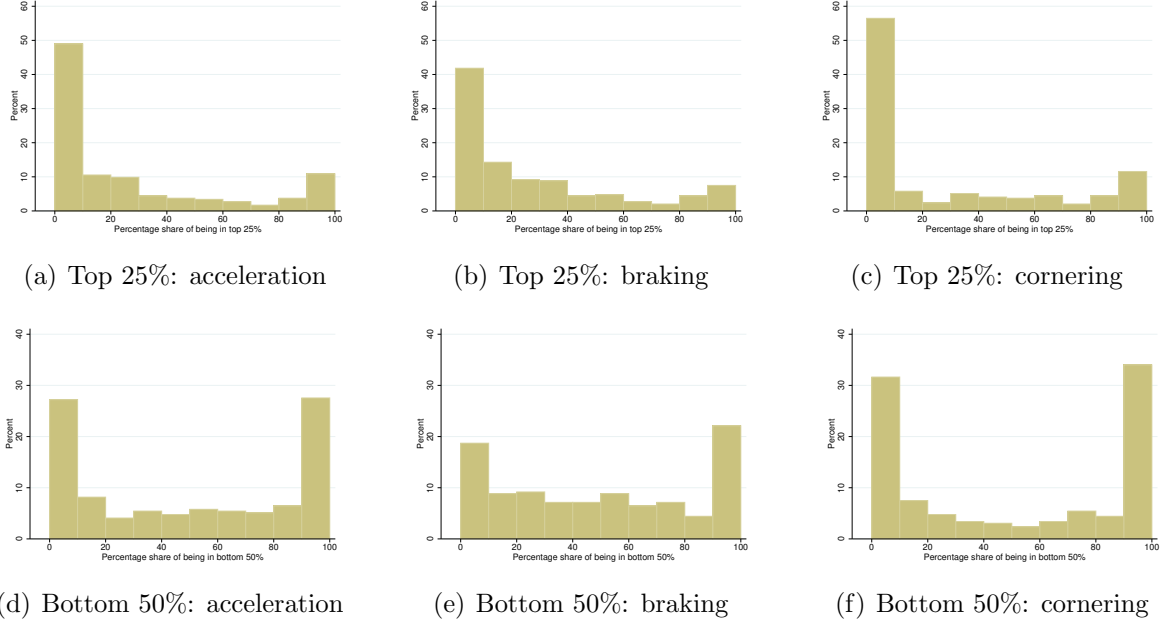 60
50
40
30
20
10
0
Percent
0 20 40 60 80 100
Percentage share of being in top 25%
(a) Top 25%: acceleration
60
50
40
30
20
10
0
Percent
0 20 40 60 80 100
Percentage share of being in top 25%
(b) Top 25%: braking
60
50
40
30
20
10
0
Percent
0 20 40 60 80 100
Percentage share of being in top 25%
(c) Top 25%: cornering
40
30
20
10
0
Percent
0 20 40 60 80 100
Percentage share of being in bottom 50%
d) Bottom 50%: acceleration
40
30
20
10
0
Percent
0 20 40 60 80 100
Percentage share of being in bottom 50%
(e) Bottom 50%: braking
40
30
20
10
0
Percent
0 20 40 60 80 100
Percentage share of being in bottom 50%
(f) Bottom 50%: cornering